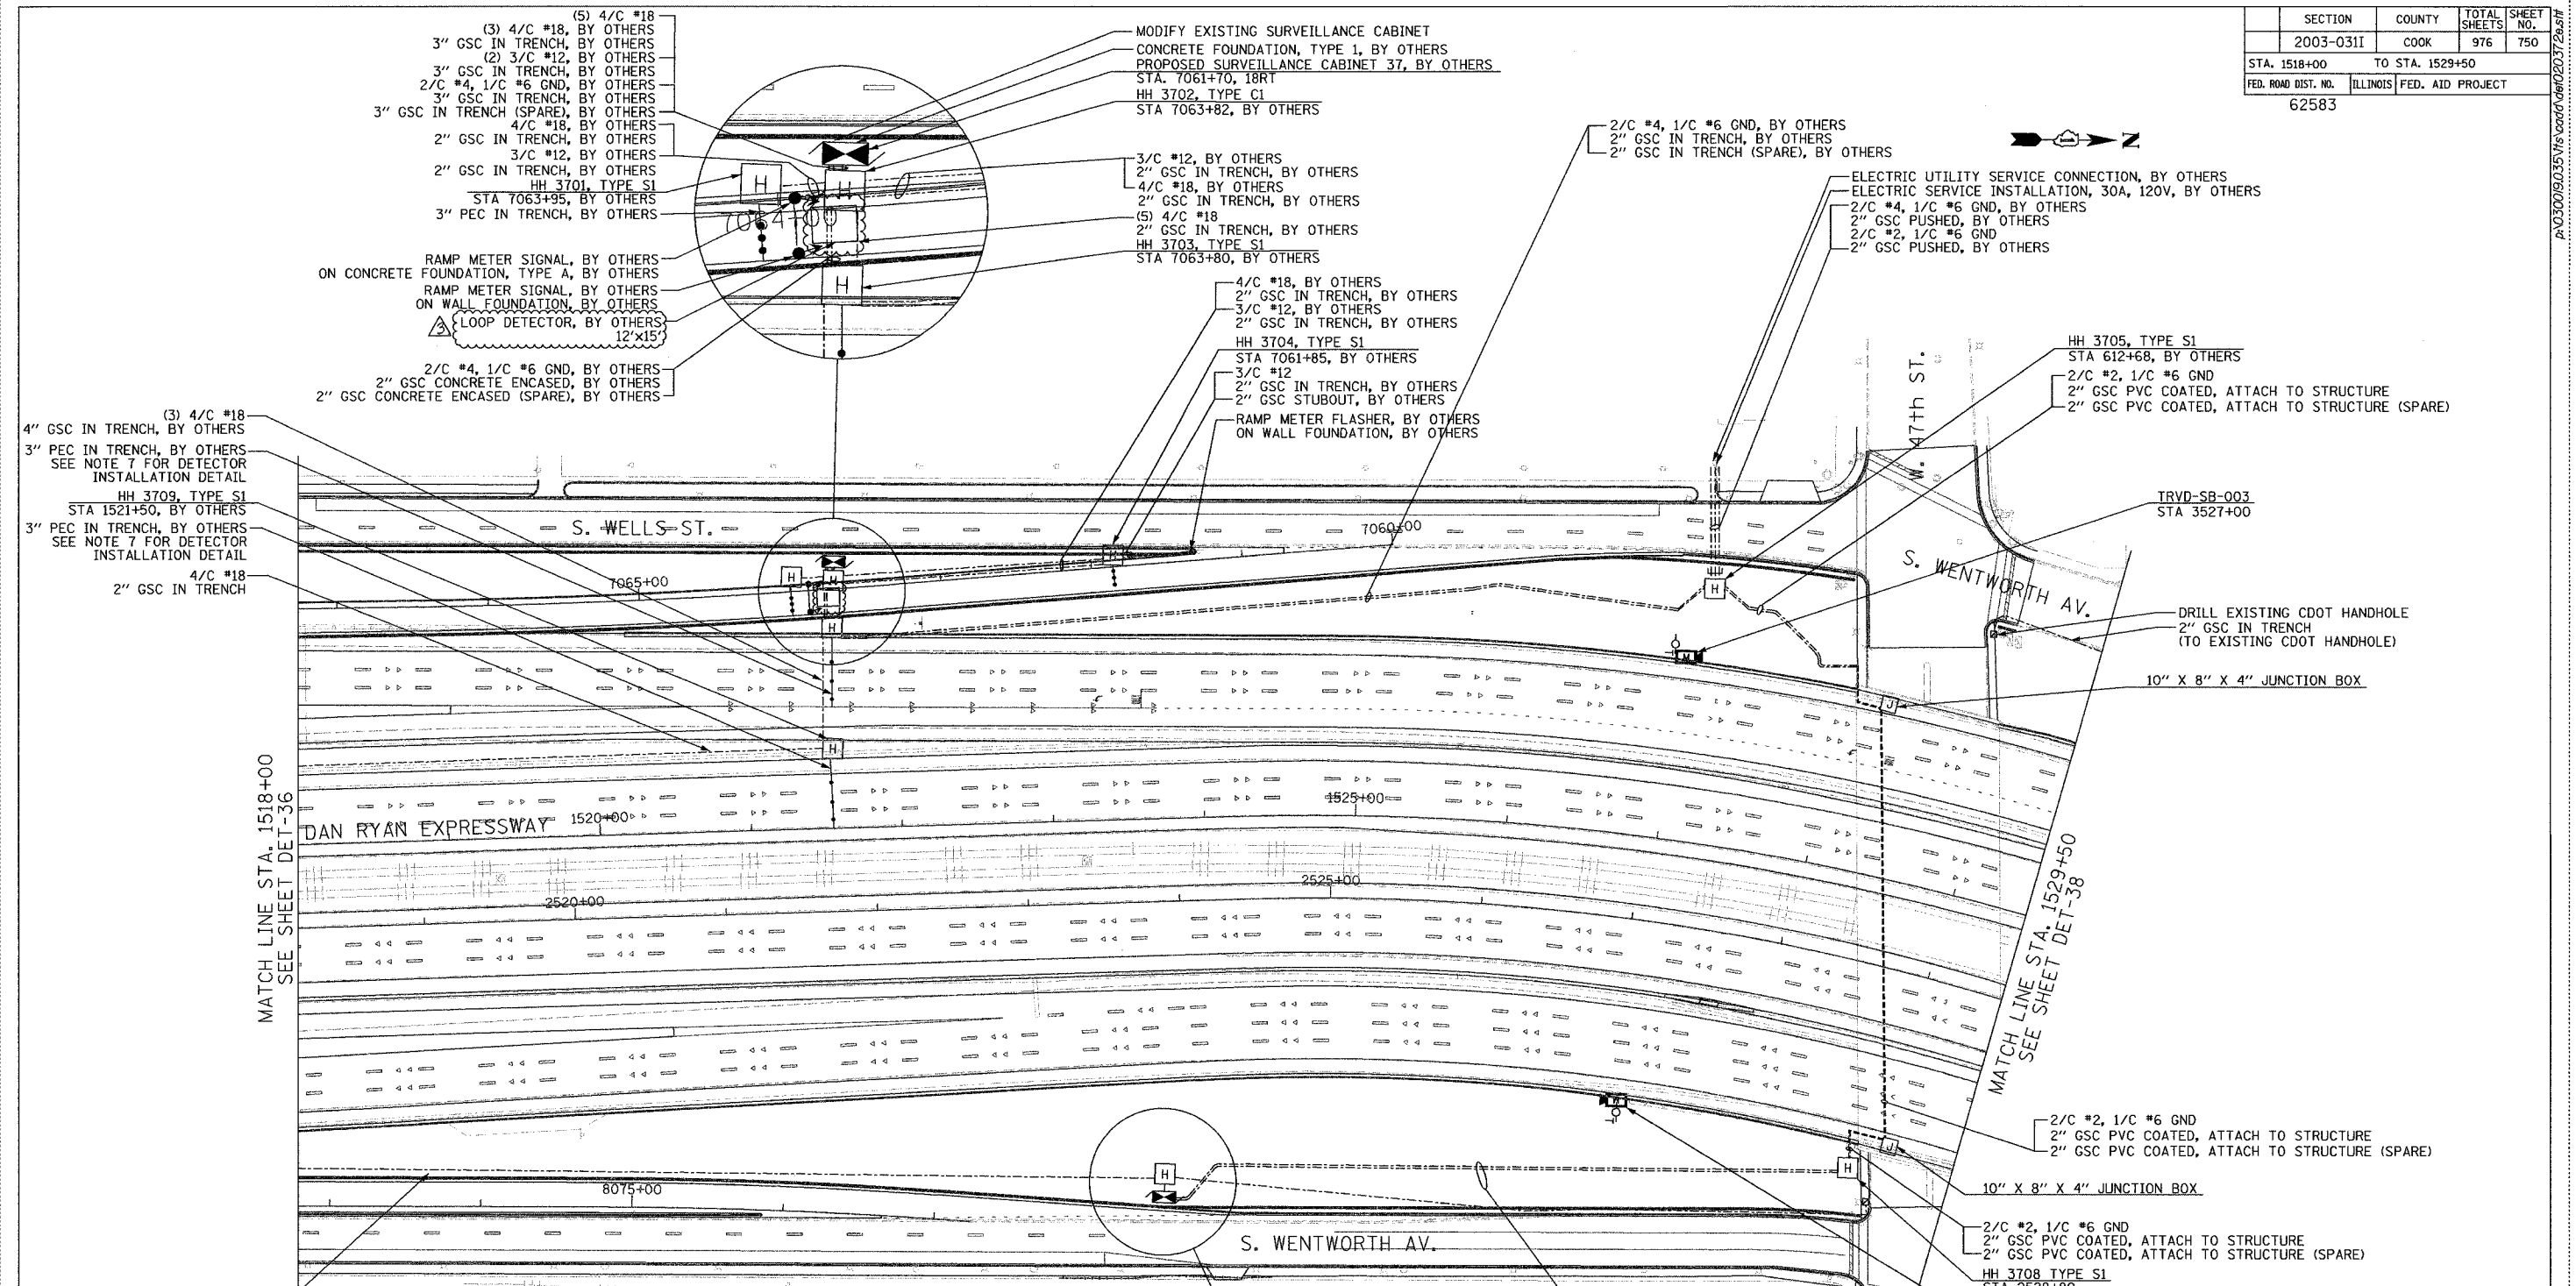 (5) 4/C #18
(3) 4/C #18, BY OTHERS
3" GSC IN TRENCH, BY OTHERS
(2) 3/C #12, BY OTHERS
3" GSC IN TRENCH, BY OTHERS
2/C #4, 1/C #6 GND, BY OTHERS
3" GSC IN TRENCH, BY OTHERS
3" GSC IN TRENCH (SPARE), BY OTHERS
4/C #18, BY OTHERS
2" GSC IN TRENCH, BY OTHERS
3/C #12, BY OTHERS
2" GSC IN TRENCH, BY OTHERS
HH 3701, TYPE S1
STA 7063+95, BY OTHERS
3" PEC IN TRENCH, BY OTHERS
RAMP METER SIGNAL, BY OTHERS
ON CONCRETE FOUNDATION, TYPE A, BY OTHERS
RAMP METER SIGNAL, BY OTHERS
ON WALL FOUNDATION, BY OTHERS
3
LOOP DETECTOR, BY OTHERS
12'x15'
2/C #4, 1/C #6 GND, BY OTHERS
2" GSC CONCRETE ENCASED, BY OTHERS
2" GSC CONCRETE ENCASED (SPARE), BY OTHERS
H
H
H
MODIFY EXISTING SURVEILLANCE CABINET
CONCRETE FOUNDATION, TYPE 1, BY OTHERS
PROPOSED SURVEILLANCE CABINET 37, BY OTHERS
STA. 7061+70, 18RT
HH 3702, TYPE C1
STA 7063+82, BY OTHERS
3/C #12, BY OTHERS
2" GSC IN TRENCH, BY OTHERS
4/C #18, BY OTHERS
2" GSC IN TRENCH, BY OTHERS
(5) 4/C #18
2" GSC IN TRENCH, BY OTHERS
HH 3703, TYPE S1
STA 7063+80, BY OTHERS
4/C #18, BY OTHERS
2" GSC IN TRENCH, BY OTHERS
3/C #12, BY OTHERS
2" GSC IN TRENCH, BY OTHERS
HH 3704, TYPE S1
STA 7061+85, BY OTHERS
3/C #12
2" GSC IN TRENCH, BY OTHERS
2" GSC STUBOUT, BY OTHERS
RAMP METER FLASHER, BY OTHERS
ON WALL FOUNDATION, BY OTHERS
2/C #4, 1/C #6 GND, BY OTHERS
2" GSC IN TRENCH, BY OTHERS
2" GSC IN TRENCH (SPARE), BY OTHERS
SECTION COUNTY TOTAL SHEETS SHEET NO.
2003-031I COOK 976 750
STA. 1518+00 TO STA. 1529+50
FED. ROAD DIST. NO. ILLINOIS FED. AID PROJECT
62583
N
ELECTRIC UTILITY SERVICE CONNECTION, BY OTHERS
ELECTRIC SERVICE INSTALLATION, 30A, 120V, BY OTHERS
2/C #4, 1/C #6 GND, BY OTHERS
2" GSC PUSHED, BY OTHERS
2/C #2, 1/C #6 GND
2" GSC PUSHED, BY OTHERS
HH 3705, TYPE S1
STA 612+68, BY OTHERS
2/C #2, 1/C #6 GND
2" GSC PVC COATED, ATTACH TO STRUCTURE
2" GSC PVC COATED, ATTACH TO STRUCTURE (SPARE)
W. 47th ST.
TRVD-SB-003
STA 3527+00
(3) 4/C #18
4" GSC IN TRENCH, BY OTHERS
3" PEC IN TRENCH, BY OTHERS
SEE NOTE 7 FOR DETECTOR
INSTALLATION DETAIL
HH 3709, TYPE S1
STA 1521+50, BY OTHERS
3" PEC IN TRENCH, BY OTHERS
SEE NOTE 7 FOR DETECTOR
INSTALLATION DETAIL
4/C #18
2" GSC IN TRENCH
S. WELLS ST.
7060+00
7065+00
H
H
H
H
H
S. WENTWORTH AV.
DRILL EXISTING CDOT HANDHOLE
2" GSC IN TRENCH
(TO EXISTING CDOT HANDHOLE)
10" X 8" X 4" JUNCTION BOX
J
H
MATCH LINE STA. 1518+00
SEE SHEET DET-36
DAN RYAN EXPRESSWAY
1520+00
1525+00
2520+00
2525+00
MATCH LINE STA. 1529+50
SEE SHEET DET-38
2/C #2, 1/C #6 GND
2" GSC PVC COATED, ATTACH TO STRUCTURE
2" GSC PVC COATED, ATTACH TO STRUCTURE (SPARE)
J
H
H
8075+00
10" X 8" X 4" JUNCTION BOX
S. WENTWORTH AV.
2/C #2, 1/C #6 GND
2" GSC PVC COATED, ATTACH TO STRUCTURE
2" GSC PVC COATED, ATTACH TO STRUCTURE (SPARE)
HH 3708 TYPE S1